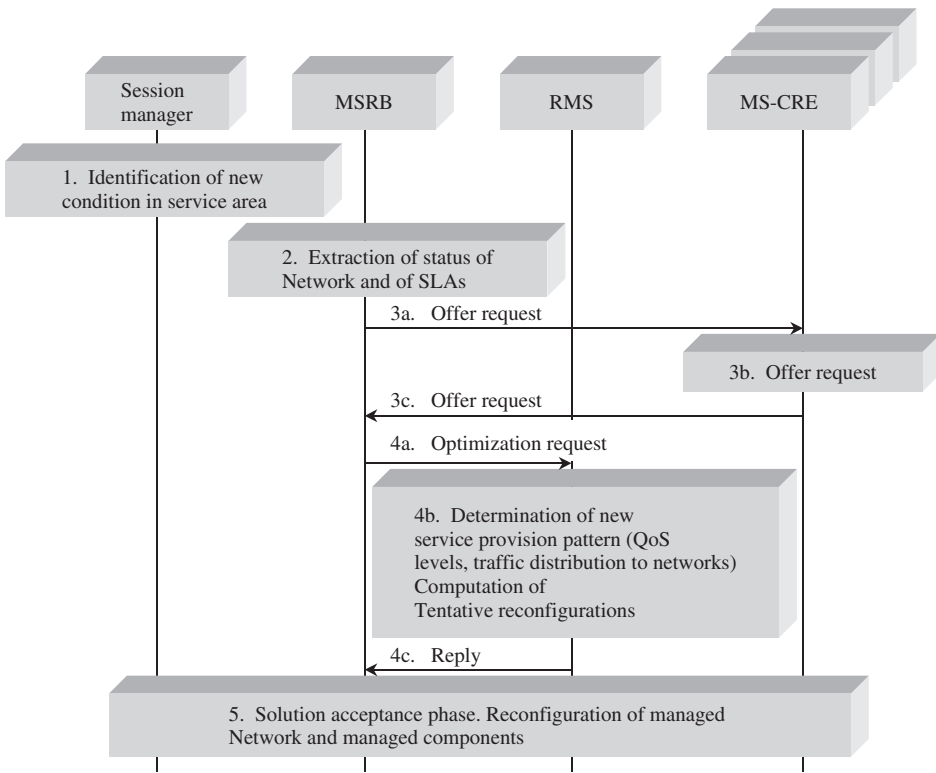 Session
manager
MSRB
RMS
MS-CRE
1. Identification of new
condition in service area
2. Extraction of status of
Network and of SLAs
3a. Offer request
3b. Offer request
3c. Offer request
4a. Optimization request
4b. Determination of new
service provision pattern (QoS
levels, traffic distribution to networks)
Computation of
Tentative reconfigurations
4c. Reply
5. Solution acceptance phase. Reconfiguration of managed
Network and managed components